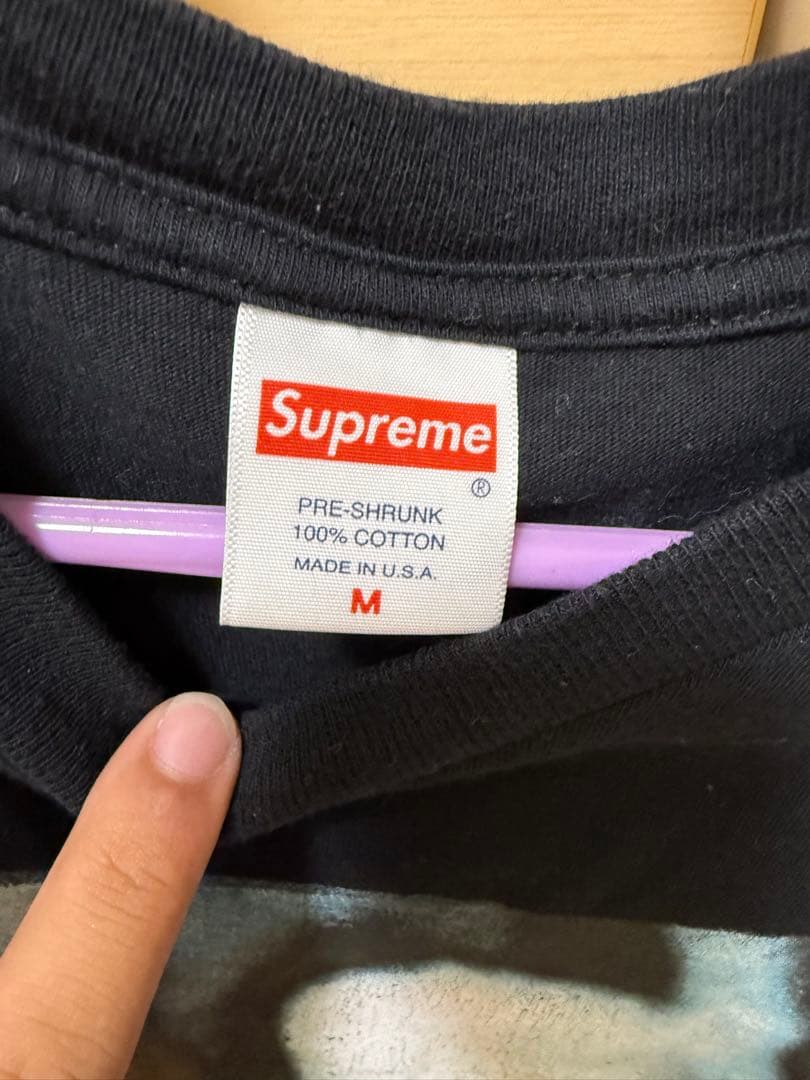 Supreme
®
PRE-SHRUNK
100% COTTON
MADE IN U.S.A.
M